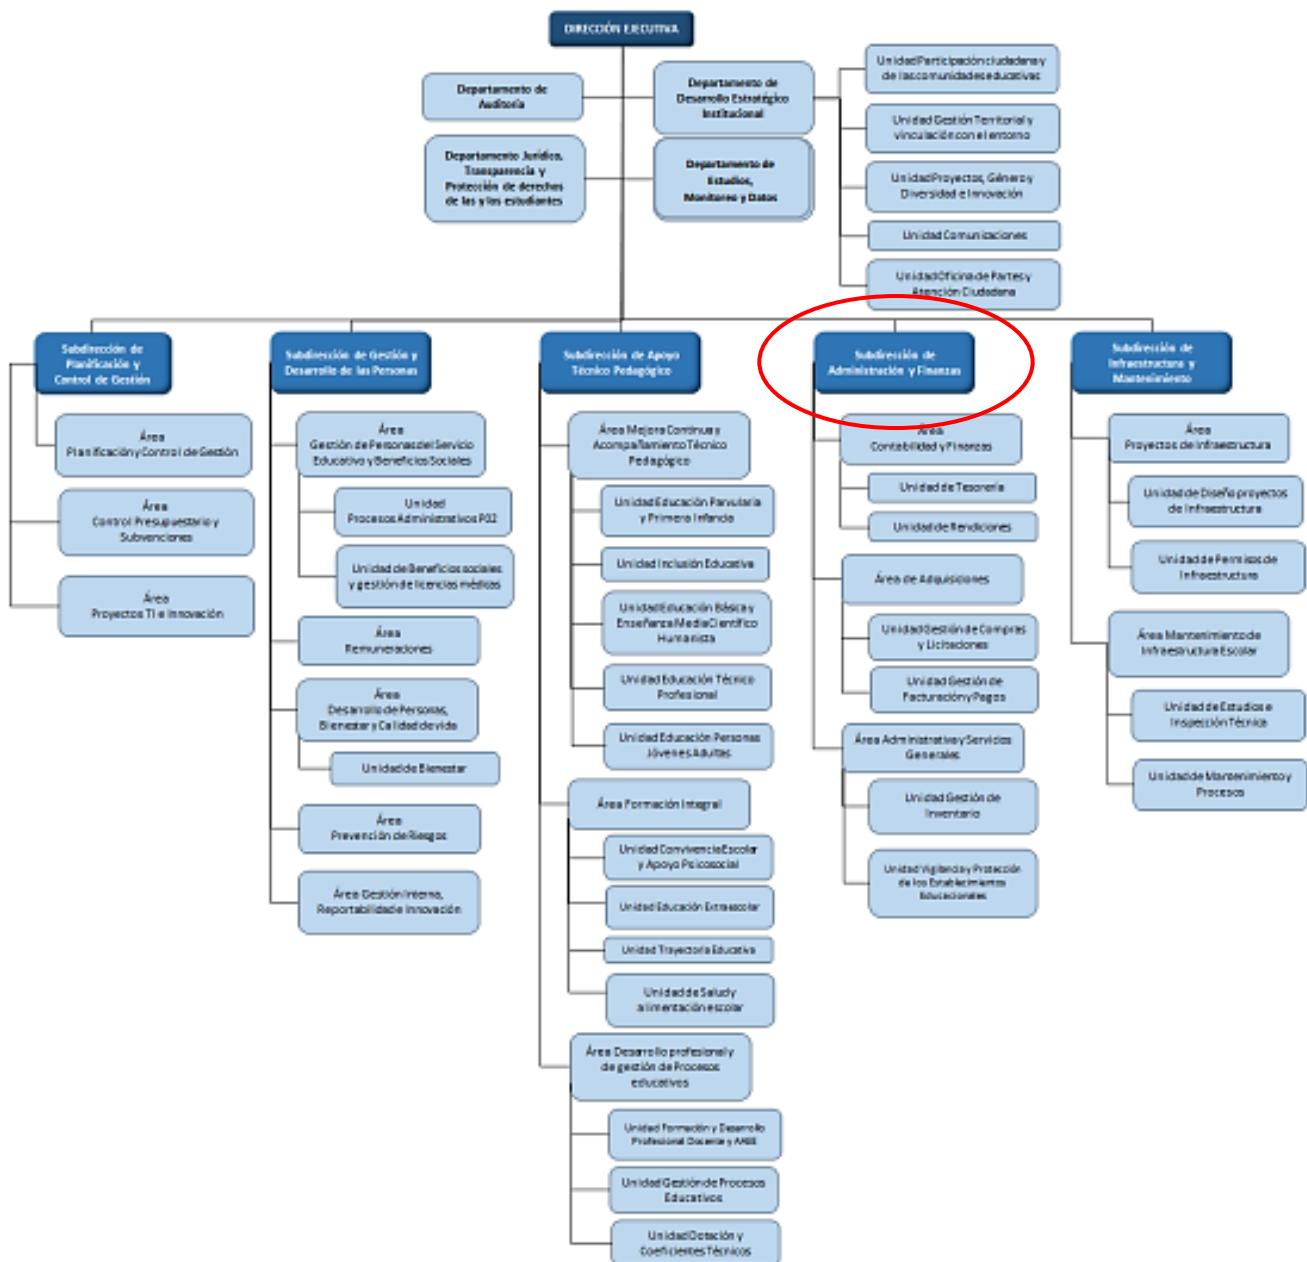 DIRECCIÓN EJECUTIVA
Departamento de
Auditoría
Departamento de
Desarrollo Estratégico
Institucional
Departamento Jurídico,
Transparencia y
Protección de derechos
de las y los estudiantes
Departamento de
Estudios,
Monitoreo y Datos
Unidad Participación ciudadana y
de las comunidades educativas
Unidad Gestión Territorial y
vinculación con el entorno
Unidad Proyectos, Género y
Diversidad e Innovación
Unidad Comunicaciones
Unidad Oficina de Partes y
Atención Ciudadana
Subdirección de
Planificación y
Control de Gestión
Área
Planificación y Control de Gestión
Área
Control Presupuestario y
Subvenciones
Área
Proyectos TI e Innovación
Subdirección de Gestión y
Desarrollo de las Personas
Área
Gestión de Personas del Servicio
Educativo y Beneficios Sociales
Unidad
Procesos Administrativos P02
Unidad de Beneficios sociales
y gestión de licencias médicas
Área
Remuneraciones
Área
Desarrollo de Personas,
Bienestar y Calidad de vida
Unidad de Bienestar
Área
Prevención de Riesgos
Área Gestión Interna,
Reportabilidad e Innovación
Subdirección de Apoyo
Técnico Pedagógico
Área Mejora Continua y
Acompañamiento Técnico
Pedagógico
Unidad Educación Parvularia
y Primera Infancia
Unidad Inclusión Educativa
Unidad Educación Básica y
Enseñanza Media Científico
Humanista
Unidad Educación Técnico
Profesional
Unidad Educación Personas
Jóvenes Adultas
Área Formación Integral
Unidad Convivencia Escolar
y Apoyo Psicosocial
Unidad Educación Extraescolar
Unidad Trayectoria Educativa
Unidad de Salud y
alimentación escolar
Área Desarrollo profesional y
de gestión de Procesos
educativos
Unidad Formación y Desarrollo
Profesional Docente y AAEE
Unidad Gestión de Procesos
Educativos
Unidad Dotación y
Coeficientes Técnicos
Subdirección de
Administración y Finanzas
Área
Contabilidad y Finanzas
Unidad de Tesorería
Unidad de Rendiciones
Área de Adquisiciones
Unidad Gestión de Compras
y Licitaciones
Unidad Gestión de
Facturación y Pagos
Área Administrativa y Servicios
Generales
Unidad Gestión de
Inventario
Unidad Vigilancia y Protección
de los Establecimientos
Educacionales
Subdirección de
Infraestructura y
Mantenimiento
Área
Proyectos de Infraestructura
Unidad de Diseño proyectos
de Infraestructura
Unidad de Permisos de
Infraestructura
Área Mantenimiento de
Infraestructura Escolar
Unidad de Estudios e
Inspección Técnica
Unidad de Mantenimiento y
Procesos